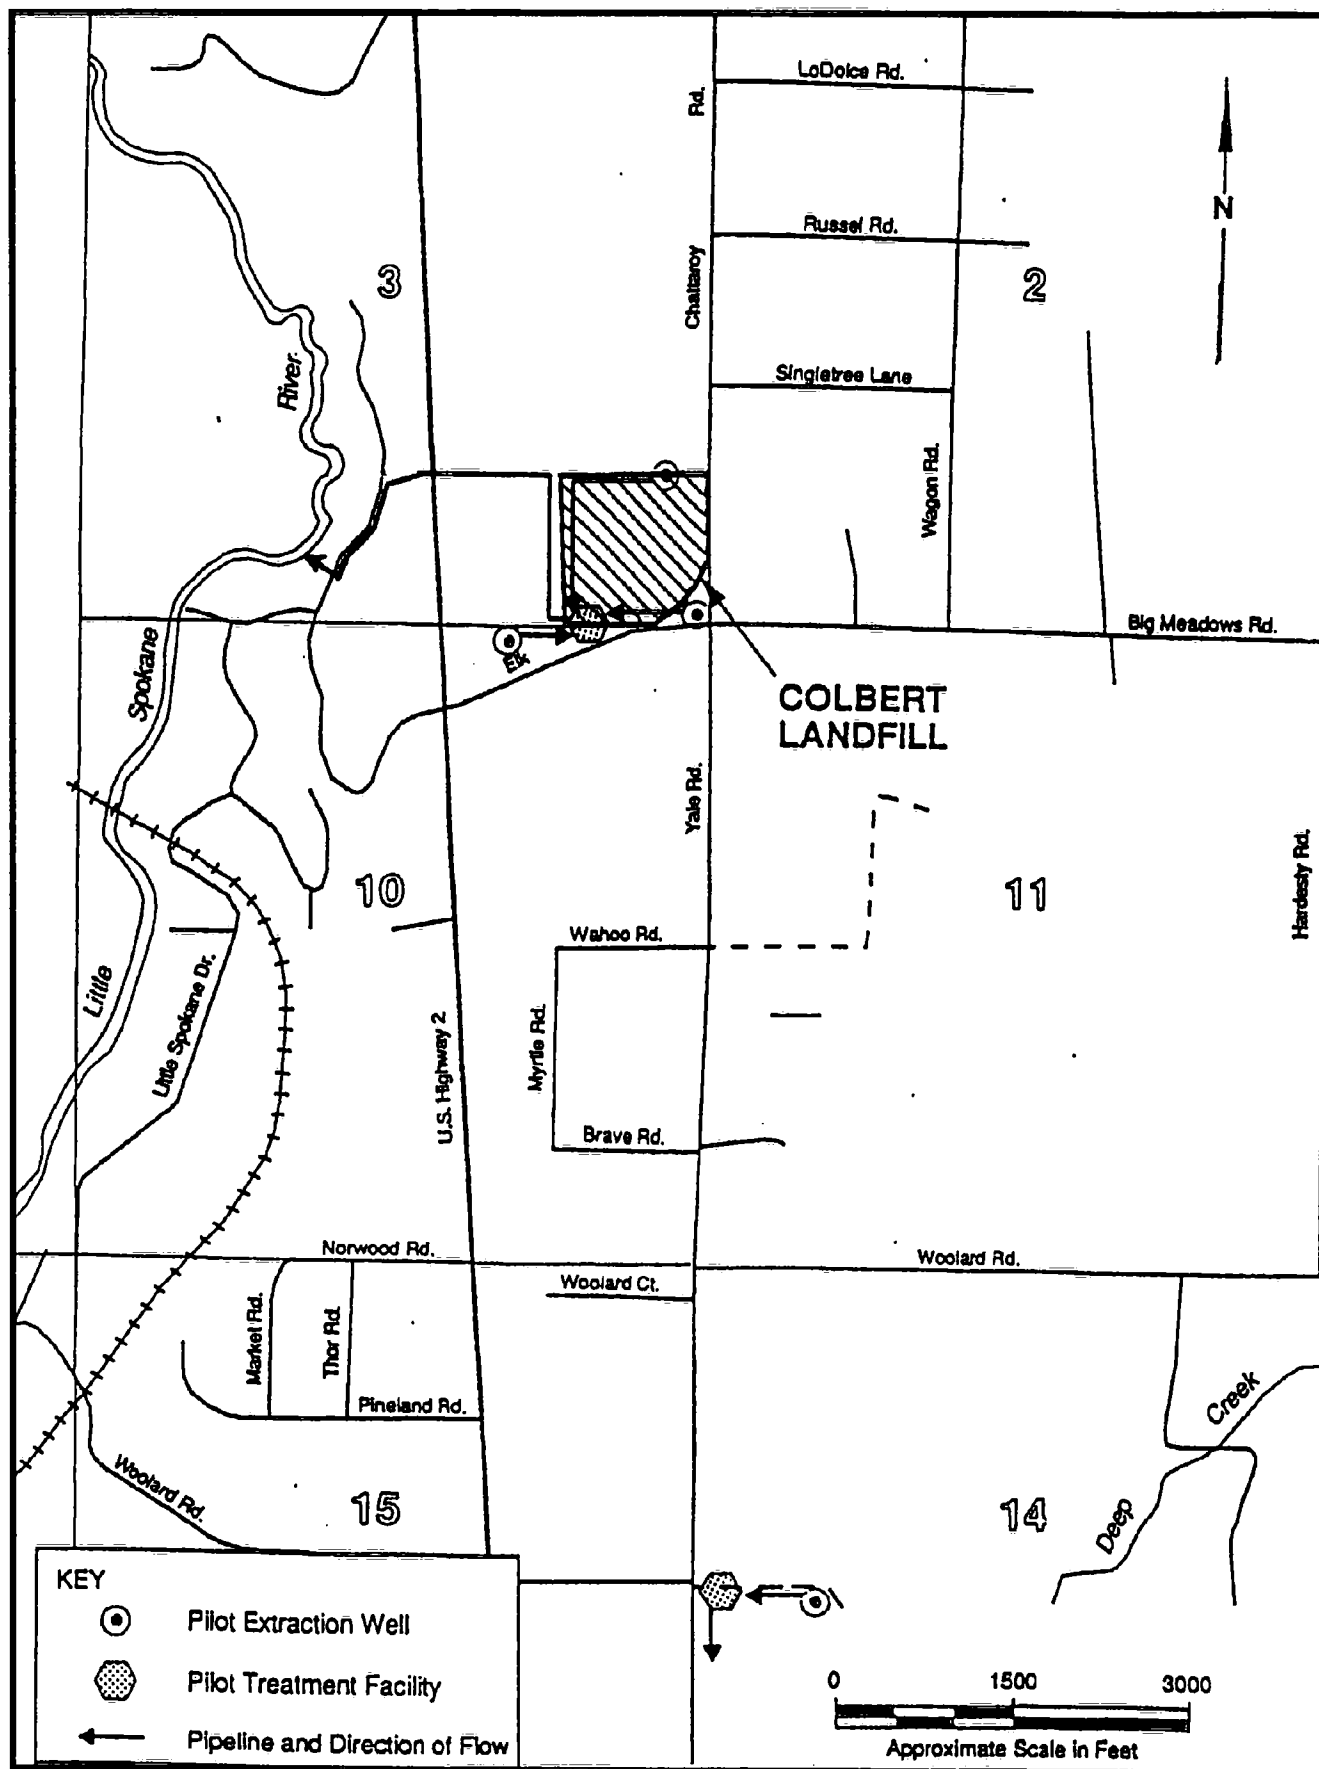 LoDolce Rd.
Rd.
N
Russel Rd.
3
2
Chattaroy
River
Singletree Lane
Wagon Rd.
Big Meadows Rd.
Elk
Spokane
COLBERT
LANDFILL
Yale Rd.
Hardesty Rd.
10
11
Wahoo Rd.
Little
Little Spokane Dr.
U.S. Highway 2
Myrtle Rd.
Brave Rd.
Norwood Rd.
Woolard Rd.
Woolard Ct.
Market Rd.
Thor Rd.
Pineland Rd.
Creek
Woolard Rd.
15
14
Deep
KEY
Pilot Extraction Well
Pilot Treatment Facility
Pipeline and Direction of Flow
0 1500 3000
Approximate Scale in Feet